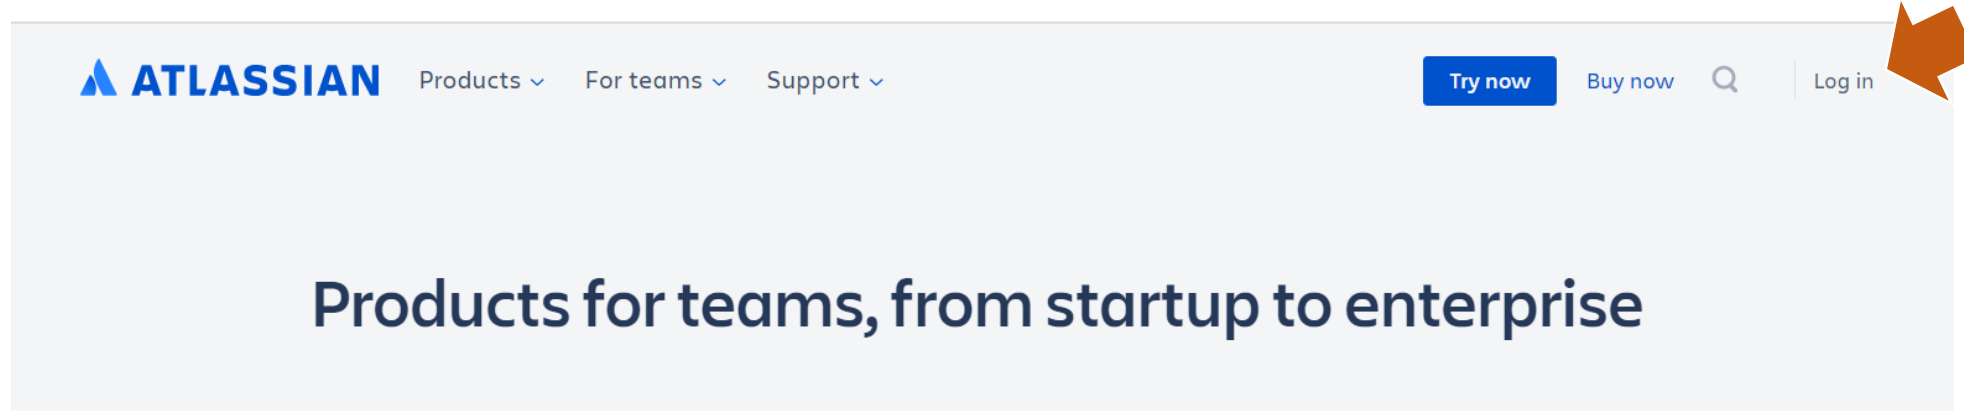 ATLASSIAN Products For teams Support Try now Buy now Log in
Products for teams, from startup to enterprise